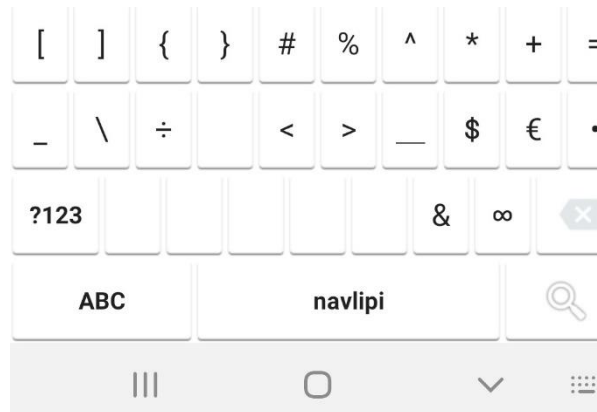 [ ] { } # % ^ * + =
_ \ ÷ < > __ $ € •
?123 & ∞
ABC navlipi